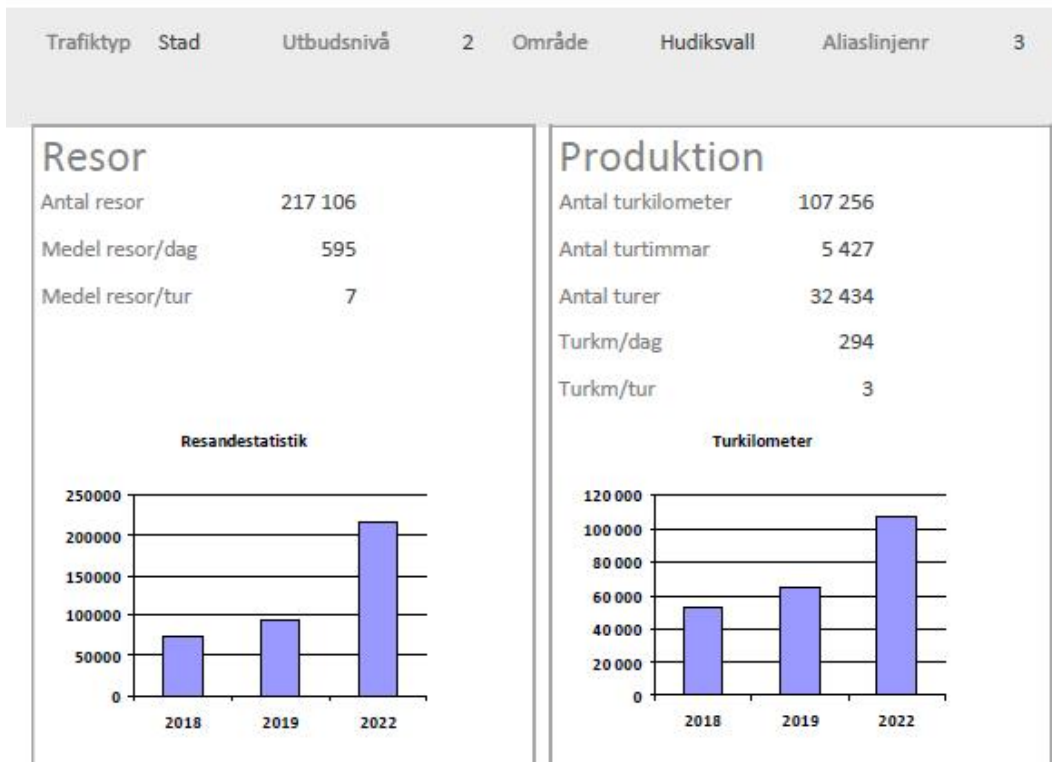 Trafiktyp Stad Utbudsnivå 2 Område Hudiksvall Aliaslinjenr 3
Resor
Antal resor 217 106
Medel resor/dag 595
Medel resor/tur 7
Resandestatistik
250000
200000
150000
100000
50000
0
2018 2019 2022
Produktion
Antal turkilometer 107 256
Antal turtimmar 5 427
Antal turer 32 434
Turkm/dag 294
Turkm/tur 3
Turkilometer
120 000
100 000
80 000
60 000
40 000
20 000
0
2018 2019 2022